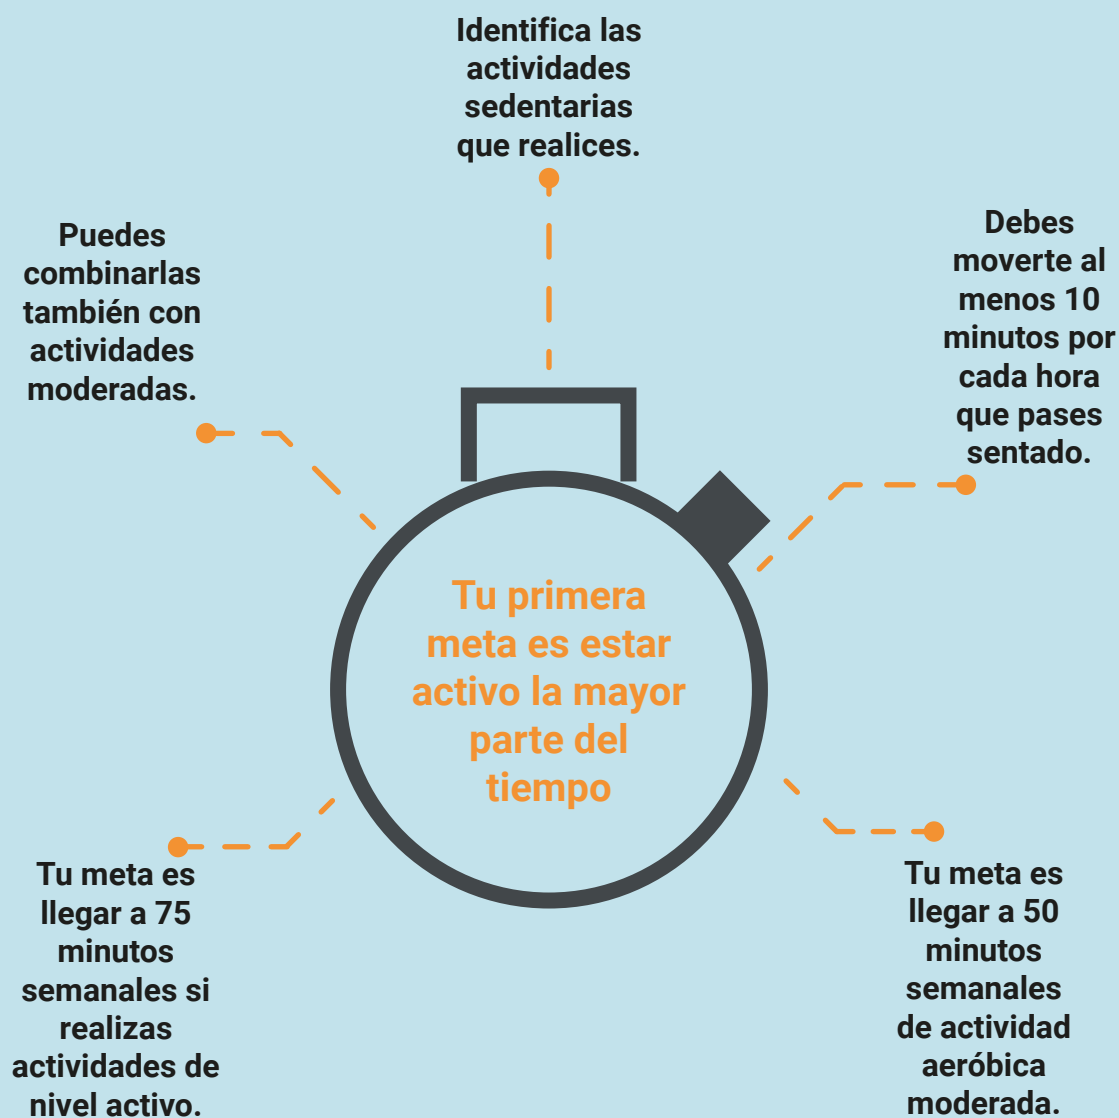 Identifica las
actividades
sedentarias
que realices.
Puedes
combinarlas
también con
actividades
moderadas.
Debes
moverte al
menos 10
minutos por
cada hora
que pases
sentado.
Tu primera
meta es estar
activo la mayor
parte del
tiempo
Tu meta es
llegar a 75
minutos
semanales si
realizas
actividades de
nivel activo.
Tu meta es
llegar a 50
minutos
semanales
de actividad
aeróbica
moderada.